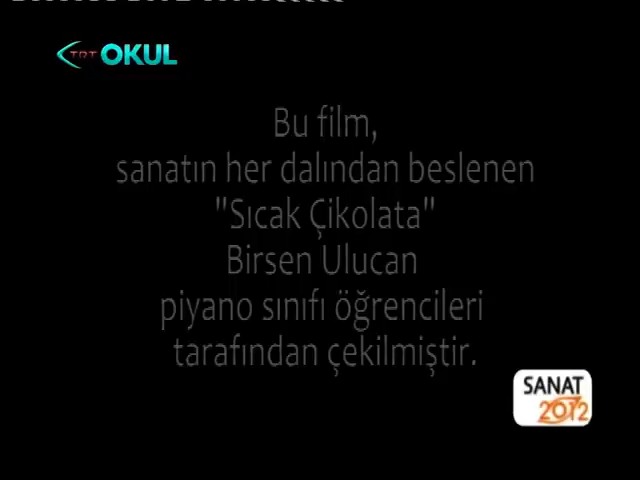 TRT OKUL
Bu film,
sanatın her dalından beslenen
"Sıcak Çikolata"
Birsen Ulucan
piyano sınıfı öğrencileri
tarafından çekilmiştir.
SANAT
2012